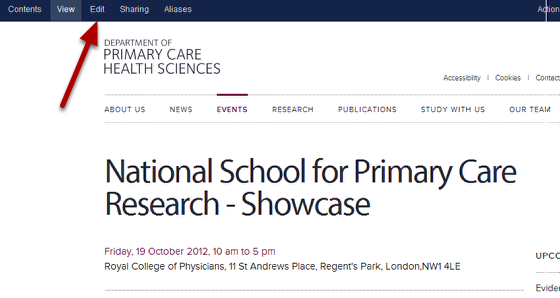 Contents View Edit Sharing Aliases Action
DEPARTMENT OF
PRIMARY CARE
HEALTH SCIENCES
Accessibility | Cookies | Contact
ABOUT US NEWS EVENTS RESEARCH PUBLICATIONS STUDY WITH US OUR TEAM
National School for Primary Care
Research - Showcase
Friday, 19 October 2012, 10 am to 5 pm
Royal College of Physicians, 11 St Andrews Place, Regent's Park, London,NW1 4LE
UPCO
Eviden